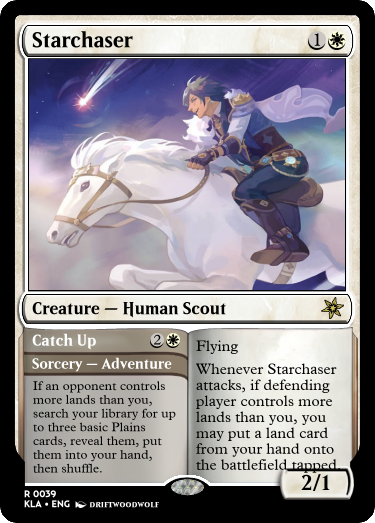 Starchaser 1
Creature — Human Scout
Catch Up 2
Sorcery — Adventure
If an opponent controls
more lands than you,
search your library for up
to three basic Plains
cards, reveal them, put
them into your hand,
then shuffle.
Flying
Whenever Starchaser
attacks, if defending
player controls more
lands than you, you
may put a land card
from your hand onto
the battlefield tapped.
2/1
R 0039
KLA • ENG DRIFTWOODWOLF